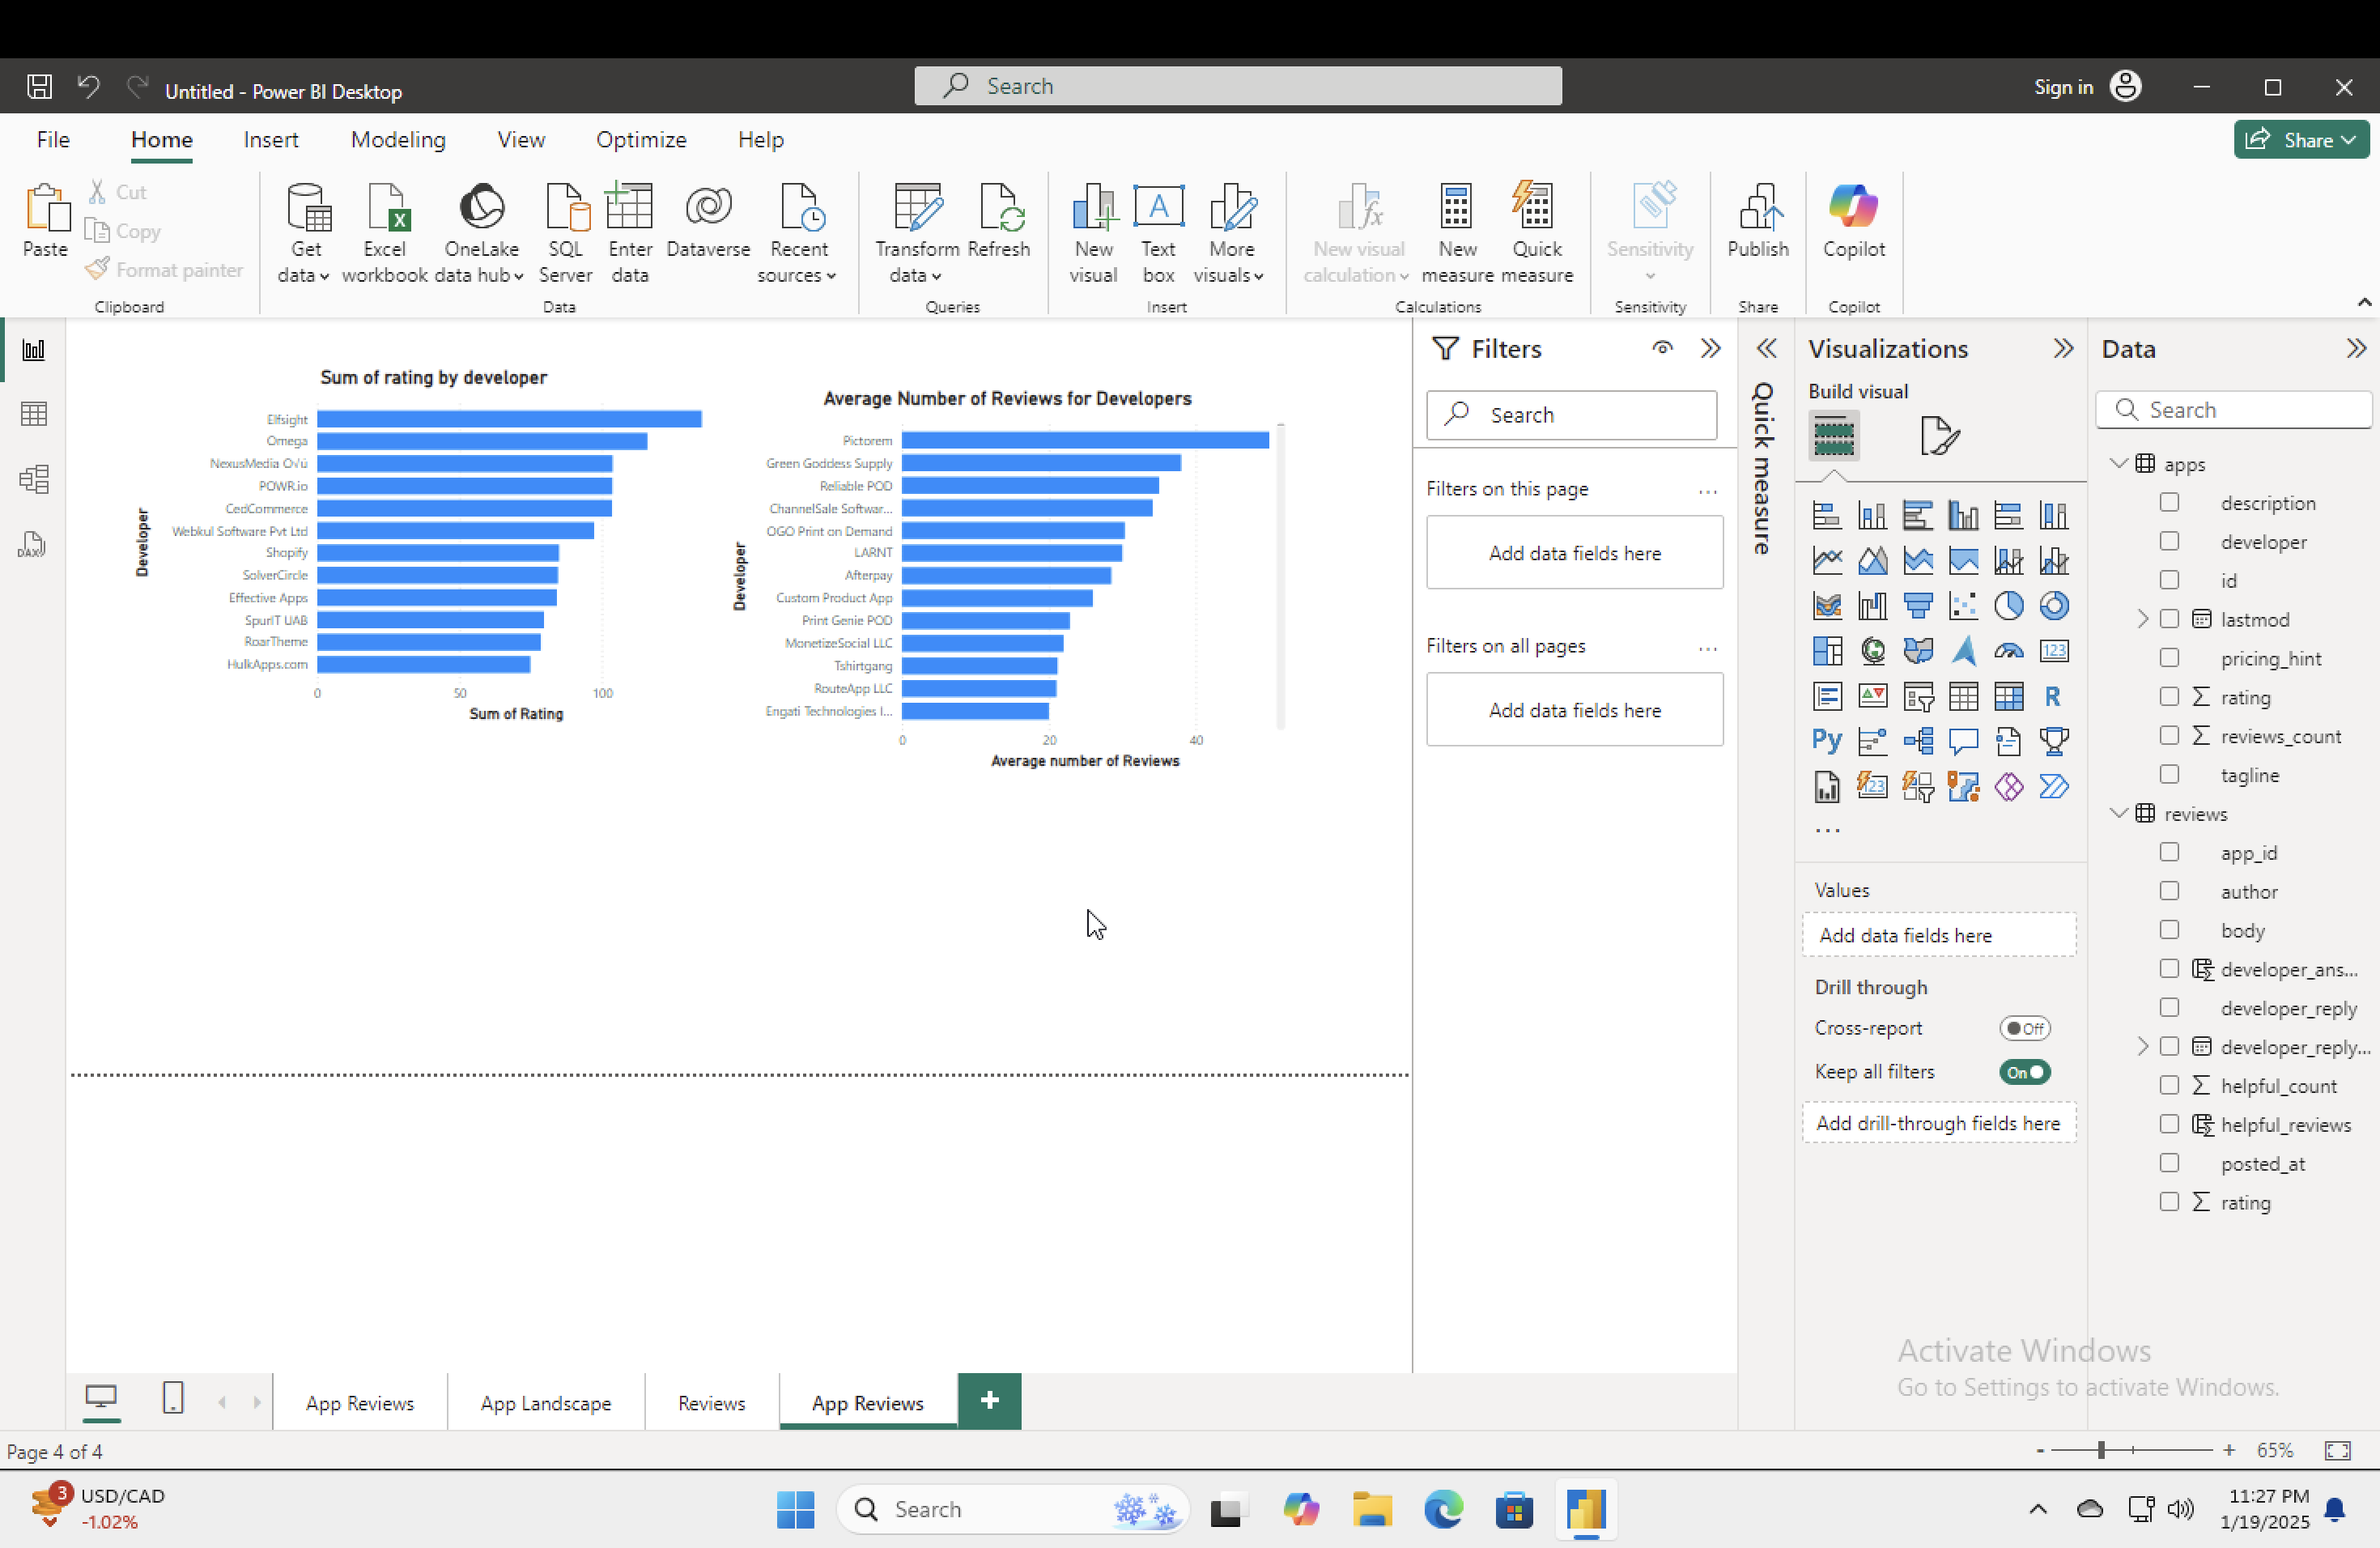 Untitled - Power BI Desktop
Search
Sign in
File
Home
Insert
Modeling
View
Optimize
Help
Share
Paste
Cut
Copy
Format painter
Clipboard
Get data
Excel workbook
OneLake data hub
SQL Server
Enter data
Dataverse
Recent sources
Data
Transform data
Refresh
Queries
New visual
Text box
More visuals
Insert
New visual calculation
New measure
Quick measure
Calculations
Sensitivity
Sensitivity
Publish
Share
Copilot
Copilot
Sum of rating by developer
Developer
Elfsight
Omega
NexusMedia O√ú
POWR.io
CedCommerce
Webkul Software Pvt Ltd
Shopify
SolverCircle
Effective Apps
SpurIT UAB
RoarTheme
HulkApps.com
0 50 100
Sum of Rating
Average Number of Reviews for Developers
Developer
Pictorem
Green Goddess Supply
Reliable POD
ChannelSale Softwar...
OGO Print on Demand
LARNT
Afterpay
Custom Product App
Print Genie POD
MonetizeSocial LLC
Tshirtgang
RouteApp LLC
Engati Technologies I...
0 20 40
Average number of Reviews
Filters
Search
Filters on this page
...
Add data fields here
Filters on all pages
...
Add data fields here
Quick measure
Visualizations
Build visual
123
R
Py
123
...
Values
Add data fields here
Drill through
Cross-report
Off
Keep all filters
On
Add drill-through fields here
Data
Search
apps
description
developer
id
lastmod
pricing_hint
rating
reviews_count
tagline
reviews
app_id
author
body
developer_ans...
developer_reply
developer_reply...
helpful_count
helpful_reviews
posted_at
rating
Activate Windows
Go to Settings to activate Windows.
DAX
App Reviews
App Landscape
Reviews
App Reviews
+
Page 4 of 4
- + 65%
3
USD/CAD
-1.02%
Search
11:27 PM
1/19/2025